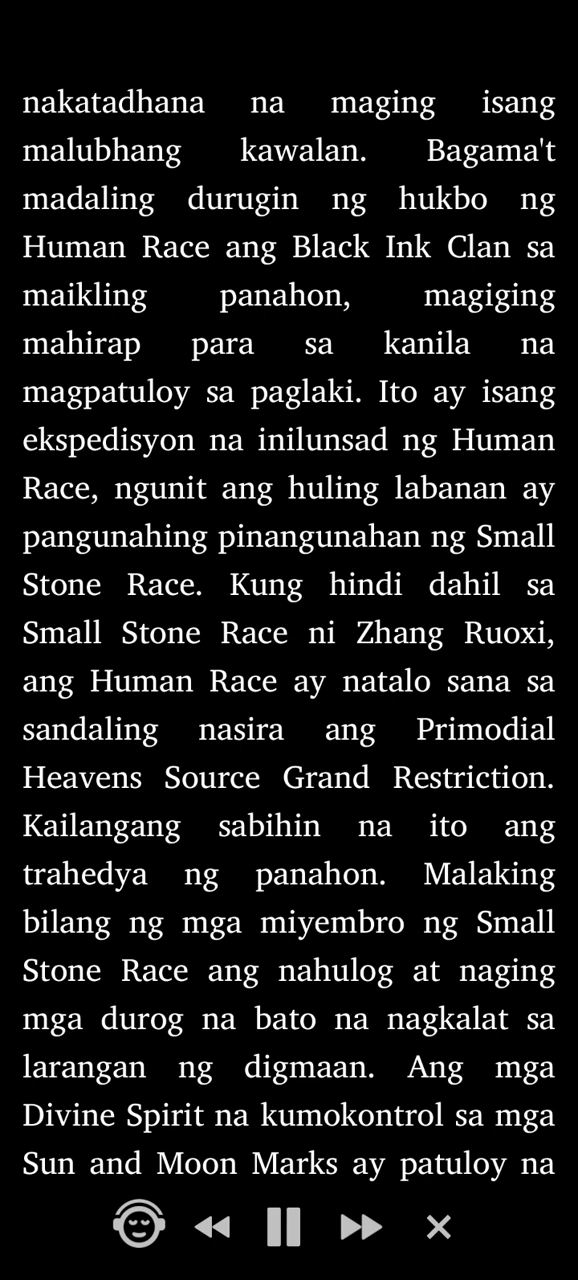 nakatadhana na maging isang
malubhang kawalan. Bagama't
madaling durugin ng hukbo ng
Human Race ang Black Ink Clan sa
maikling panahon, magiging
mahirap para sa kanila na
magpatuloy sa paglaki. Ito ay isang
ekspedisyon na inilunsad ng Human
Race, ngunit ang huling labanan ay
pangunahing pinangunahan ng Small
Stone Race. Kung hindi dahil sa
Small Stone Race ni Zhang Ruoxi,
ang Human Race ay natalo sana sa
sandaling nasira ang Primodial
Heavens Source Grand Restriction.
Kailangang sabihin na ito ang
trahedya ng panahon. Malaking
bilang ng mga miyembro ng Small
Stone Race ang nahulog at naging
mga durog na bato na nagkalat sa
larangan ng digmaan. Ang mga
Divine Spirit na kumokontrol sa mga
Sun and Moon Marks ay patuloy na